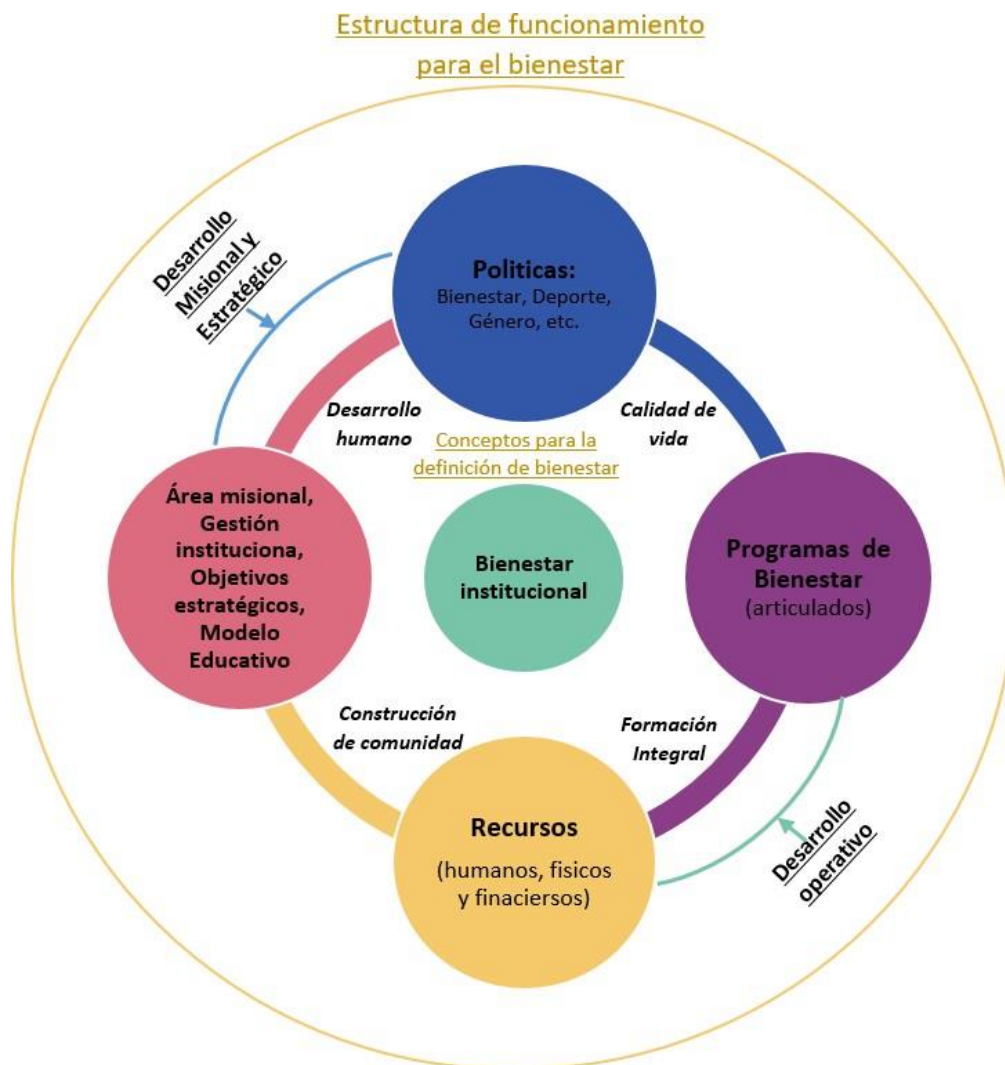 Estructura de funcionamiento
para el bienestar
Desarrollo
Misional y
Estratégico
Politicas:
Bienestar, Deporte,
Género, etc.
Desarrollo
humano
Calidad de
vida
Conceptos para la
definición de bienestar
Área misional,
Gestión
instituciona,
Objetivos
estratégicos,
Modelo
Educativo
Bienestar
institucional
Programas de
Bienestar
(articulados)
Construcción
de comunidad
Formación
Integral
Recursos
(humanos, fisicos
y finaciersos)
Desarrollo
operativo